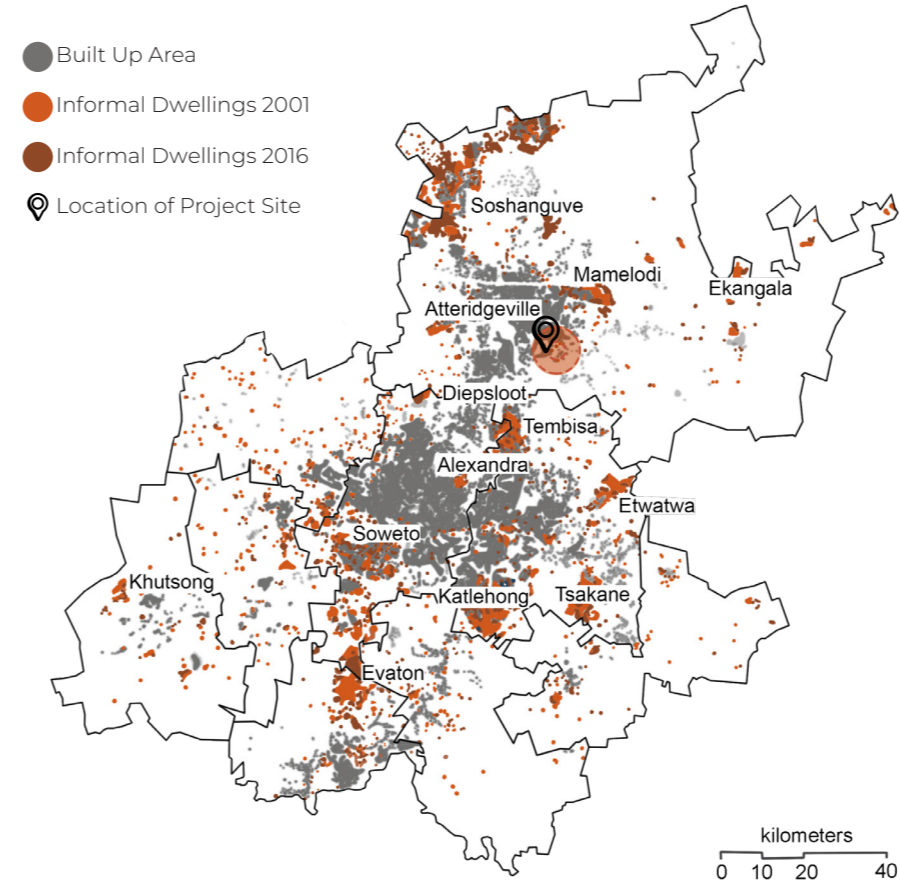 Built Up Area
Informal Dwellings 2001
Informal Dwellings 2016
Location of Project Site
Soshanguve
Mamelodi
Ekangala
Atteridgeville
Diepsloot
Tembisa
Alexandra
Etwatwa
Soweto
Khutsong
Katlehong
Tsakane
Evaton
kilometers
0 10 20 40